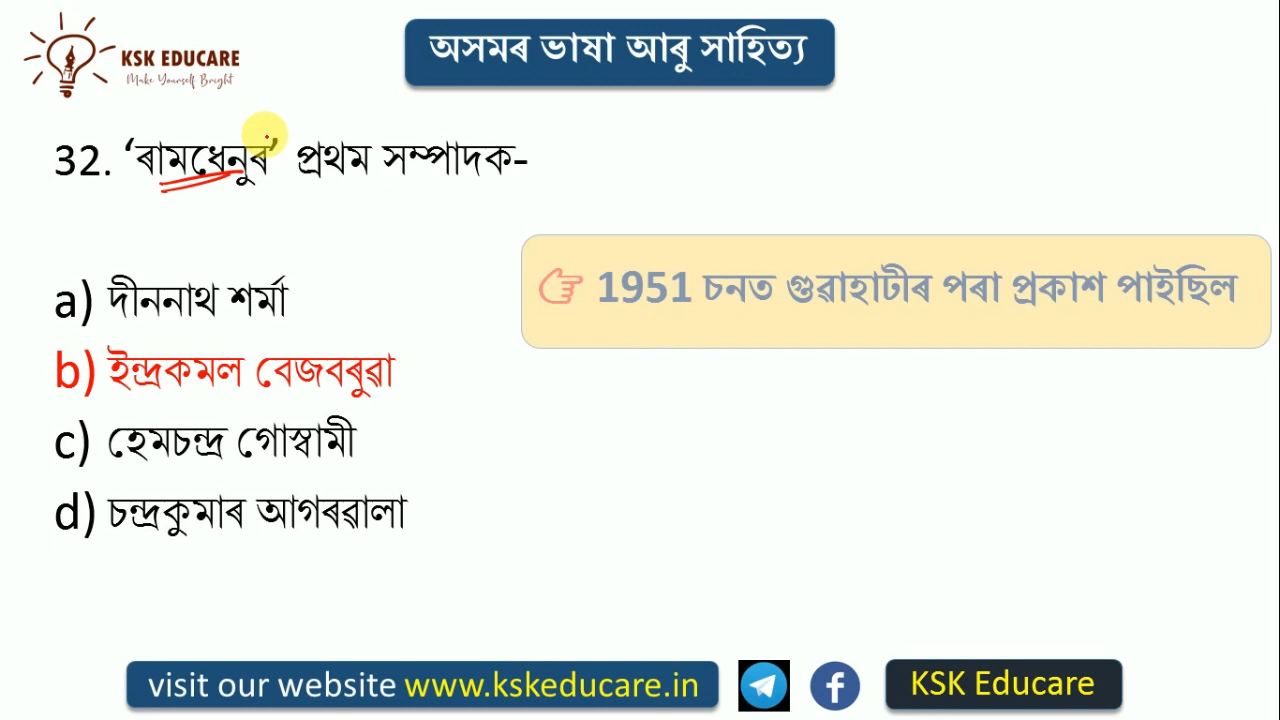 KSK EDUCARE
Make Yourself Bright
অসমৰ ভাষা আৰু সাহিত্য
32. ‘ৰামধেনুৰ’ প্ৰথম সম্পাদক-
👉 1951 চনত গুৱাহাটীৰ পৰা প্ৰকাশ পাইছিল
a) দীননাথ শৰ্মা
b) ইন্দ্ৰকমল বেজবৰুৱা
c) হেমচন্দ্ৰ গোস্বামী
d) চন্দ্ৰকুমাৰ আগৰৱালা
visit our website www.kskeducare.in
KSK Educare